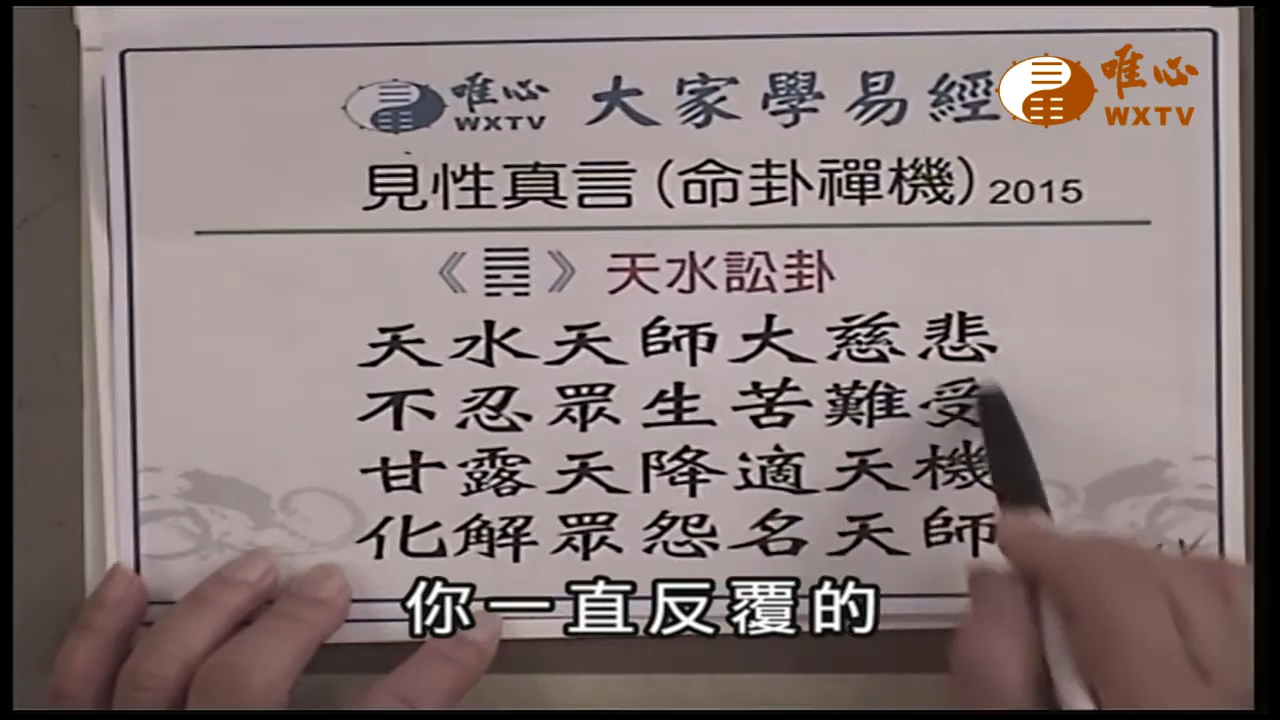 唯心 WXTV 大家學易經
唯心 WXTV
見性真言(命卦禪機)2015
《䷅》天水訟卦
天水天師大慈悲
不忍眾生苦難受
甘露天降適天機
化解眾怨名天師
你一直反覆的